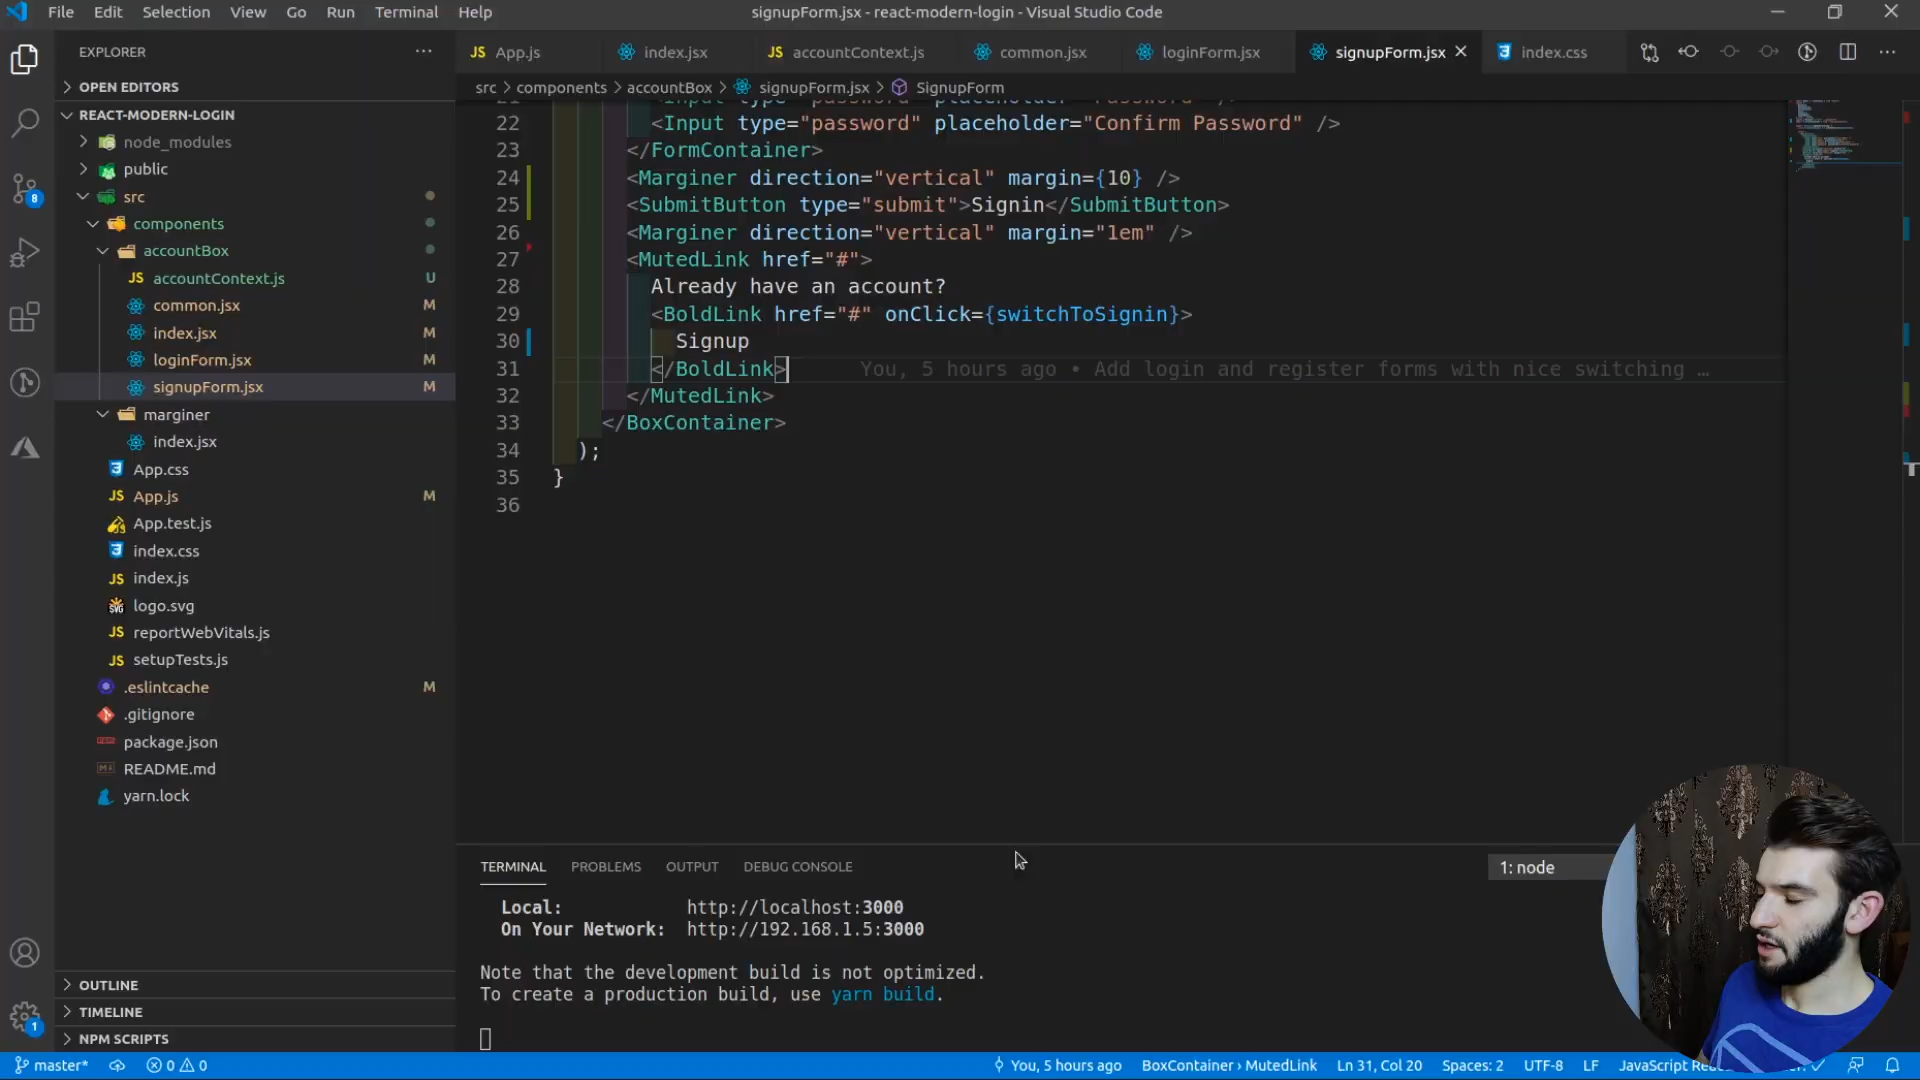 File Edit Selection View Go Run Terminal Help
signupForm.jsx - react-modern-login - Visual Studio Code
EXPLORER
App.js
index.jsx
accountContext.js
common.jsx
loginForm.jsx
signupForm.jsx
index.css
OPEN EDITORS
src > components > accountBox > signupForm.jsx > SignupForm
REACT-MODERN-LOGIN
node_modules
public
src
components
accountBox
accountContext.js U
common.jsx M
index.jsx M
loginForm.jsx M
signupForm.jsx M
marginer
index.jsx
App.css
App.js M
App.test.js
index.css
index.js
logo.svg
reportWebVitals.js
setupTests.js
.eslintcache M
.gitignore
package.json
README.md
yarn.lock
OUTLINE
TIMELINE
NPM SCRIPTS
21 <Input type="password" placeholder="Password" />
22 <Input type="password" placeholder="Confirm Password" />
23 </FormContainer>
24 <Marginer direction="vertical" margin={10} />
25 <SubmitButton type="submit">Signin</SubmitButton>
26 <Marginer direction="vertical" margin="1em" />
27 <MutedLink href="#">
28 Already have an account?
29 <BoldLink href="#" onClick={switchToSignin}>
30 Signup
31 </BoldLink> You, 5 hours ago • Add login and register forms with nice switching …
32 </MutedLink>
33 </BoxContainer>
34 );
35 }
36
TERMINAL PROBLEMS OUTPUT DEBUG CONSOLE
1: node
Local: http://localhost:3000
On Your Network: http://192.168.1.5:3000
Note that the development build is not optimized.
To create a production build, use yarn build.
8
1
master* 0 0
You, 5 hours ago BoxContainer › MutedLink Ln 31, Col 20 Spaces: 2 UTF-8 LF JavaScript